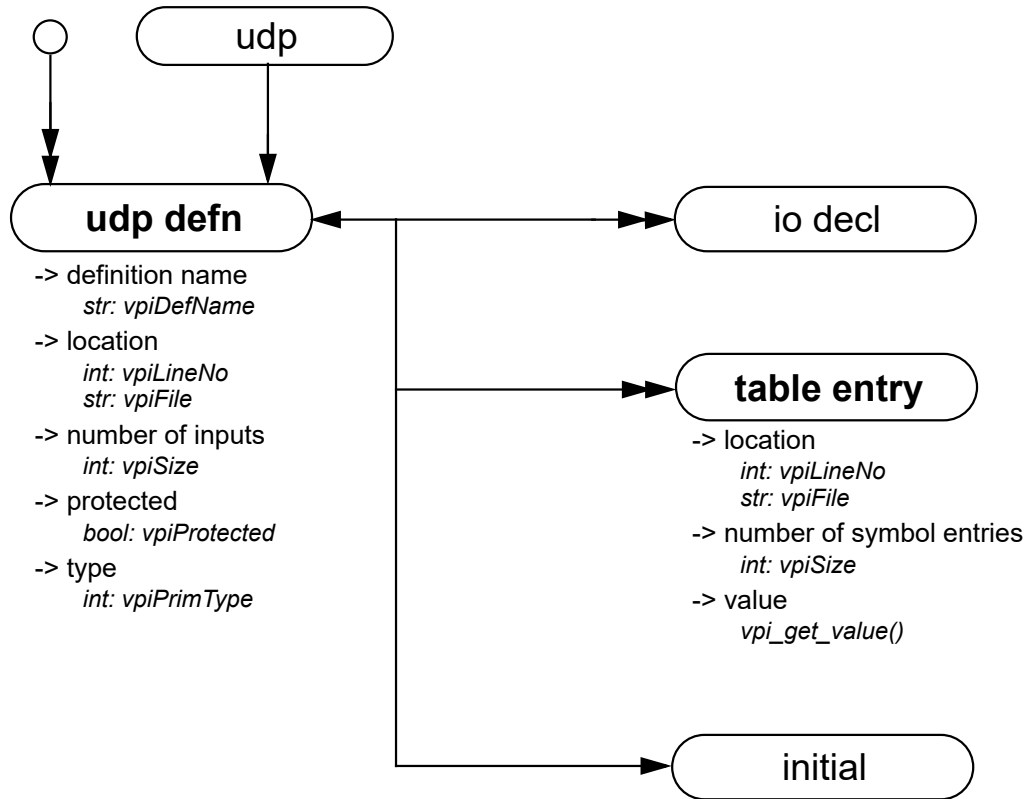 udp
udp defn
-> definition name
str: vpiDefName
-> location
int: vpiLineNo
str: vpiFile
-> number of inputs
int: vpiSize
-> protected
bool: vpiProtected
-> type
int: vpiPrimType
io decl
table entry
-> location
int: vpiLineNo
str: vpiFile
-> number of symbol entries
int: vpiSize
-> value
vpi_get_value()
initial